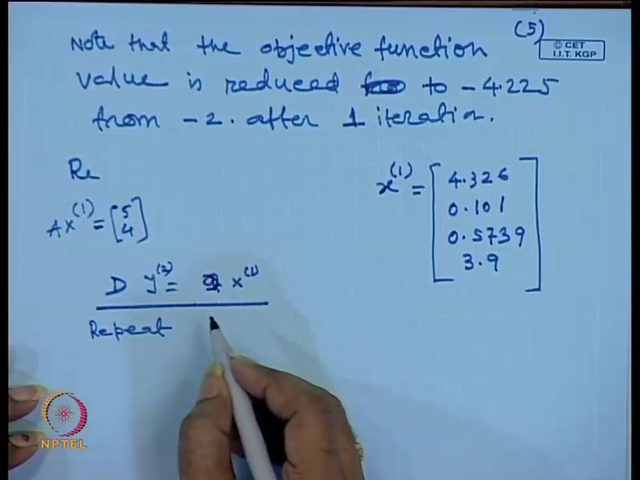 (5)
© CET
I.I.T. KGP
Note that the objective function
value is reduced to -4.225
from -2. after 1 iteration.
Re
x^(1) = [4.326
0.101
0.5739
3.9]
Ax^(1) = [5
4]
D y^(2) = x^(1)
Repeat
NPTEL